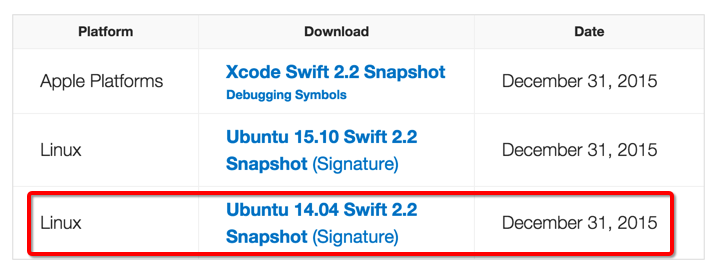 Platform Download Date
Apple Platforms Xcode Swift 2.2 Snapshot December 31, 2015
Debugging Symbols
Linux Ubuntu 15.10 Swift 2.2 December 31, 2015
Snapshot (Signature)
Linux Ubuntu 14.04 Swift 2.2 December 31, 2015
Snapshot (Signature)